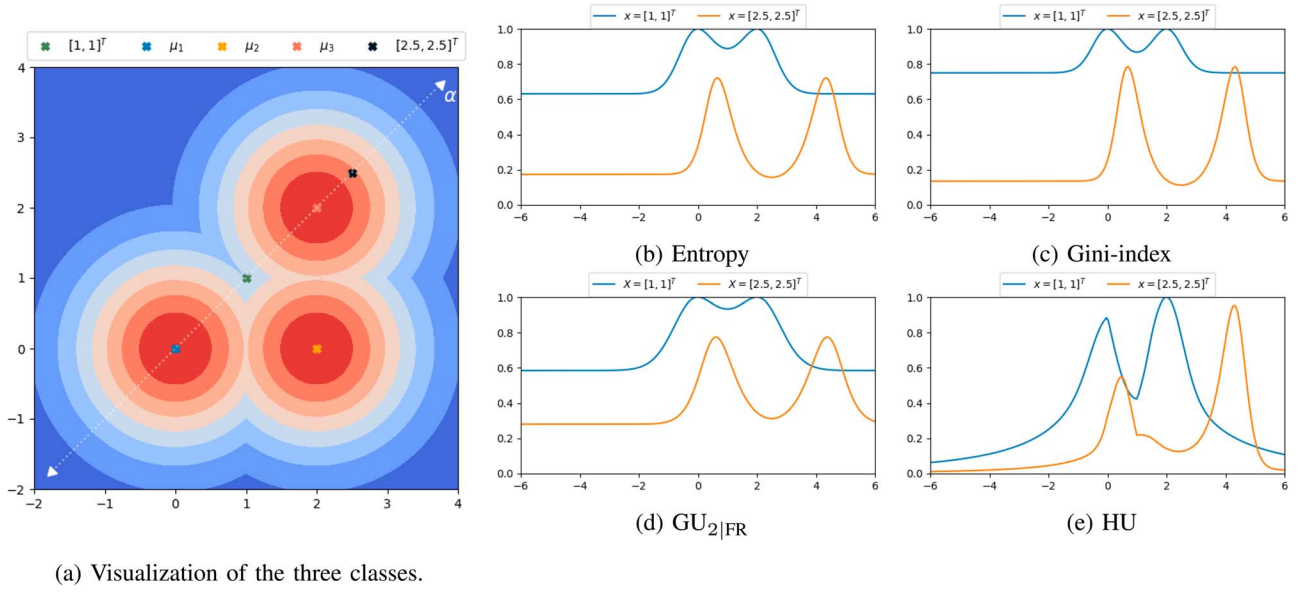 [1, 1]ᵀ μ₁ μ₂ μ₃ [2.5, 2.5]ᵀ
4
3
2
1
0
−1
−2
−2 −1 0 1 2 3 4
α
(a) Visualization of the three classes.
x = [1, 1]ᵀ x = [2.5, 2.5]ᵀ
1.0
0.8
0.6
0.4
0.2
0.0
−6 −4 −2 0 2 4 6
(b) Entropy
x = [1, 1]ᵀ x = [2.5, 2.5]ᵀ
1.0
0.8
0.6
0.4
0.2
0.0
−6 −4 −2 0 2 4 6
(c) Gini-index
X = [1, 1]ᵀ X = [2.5, 2.5]ᵀ
1.0
0.8
0.6
0.4
0.2
0.0
−6 −4 −2 0 2 4 6
(d) GU₂|FR
x = [1, 1]ᵀ x = [2.5, 2.5]ᵀ
1.0
0.8
0.6
0.4
0.2
0.0
−6 −4 −2 0 2 4 6
(e) HU